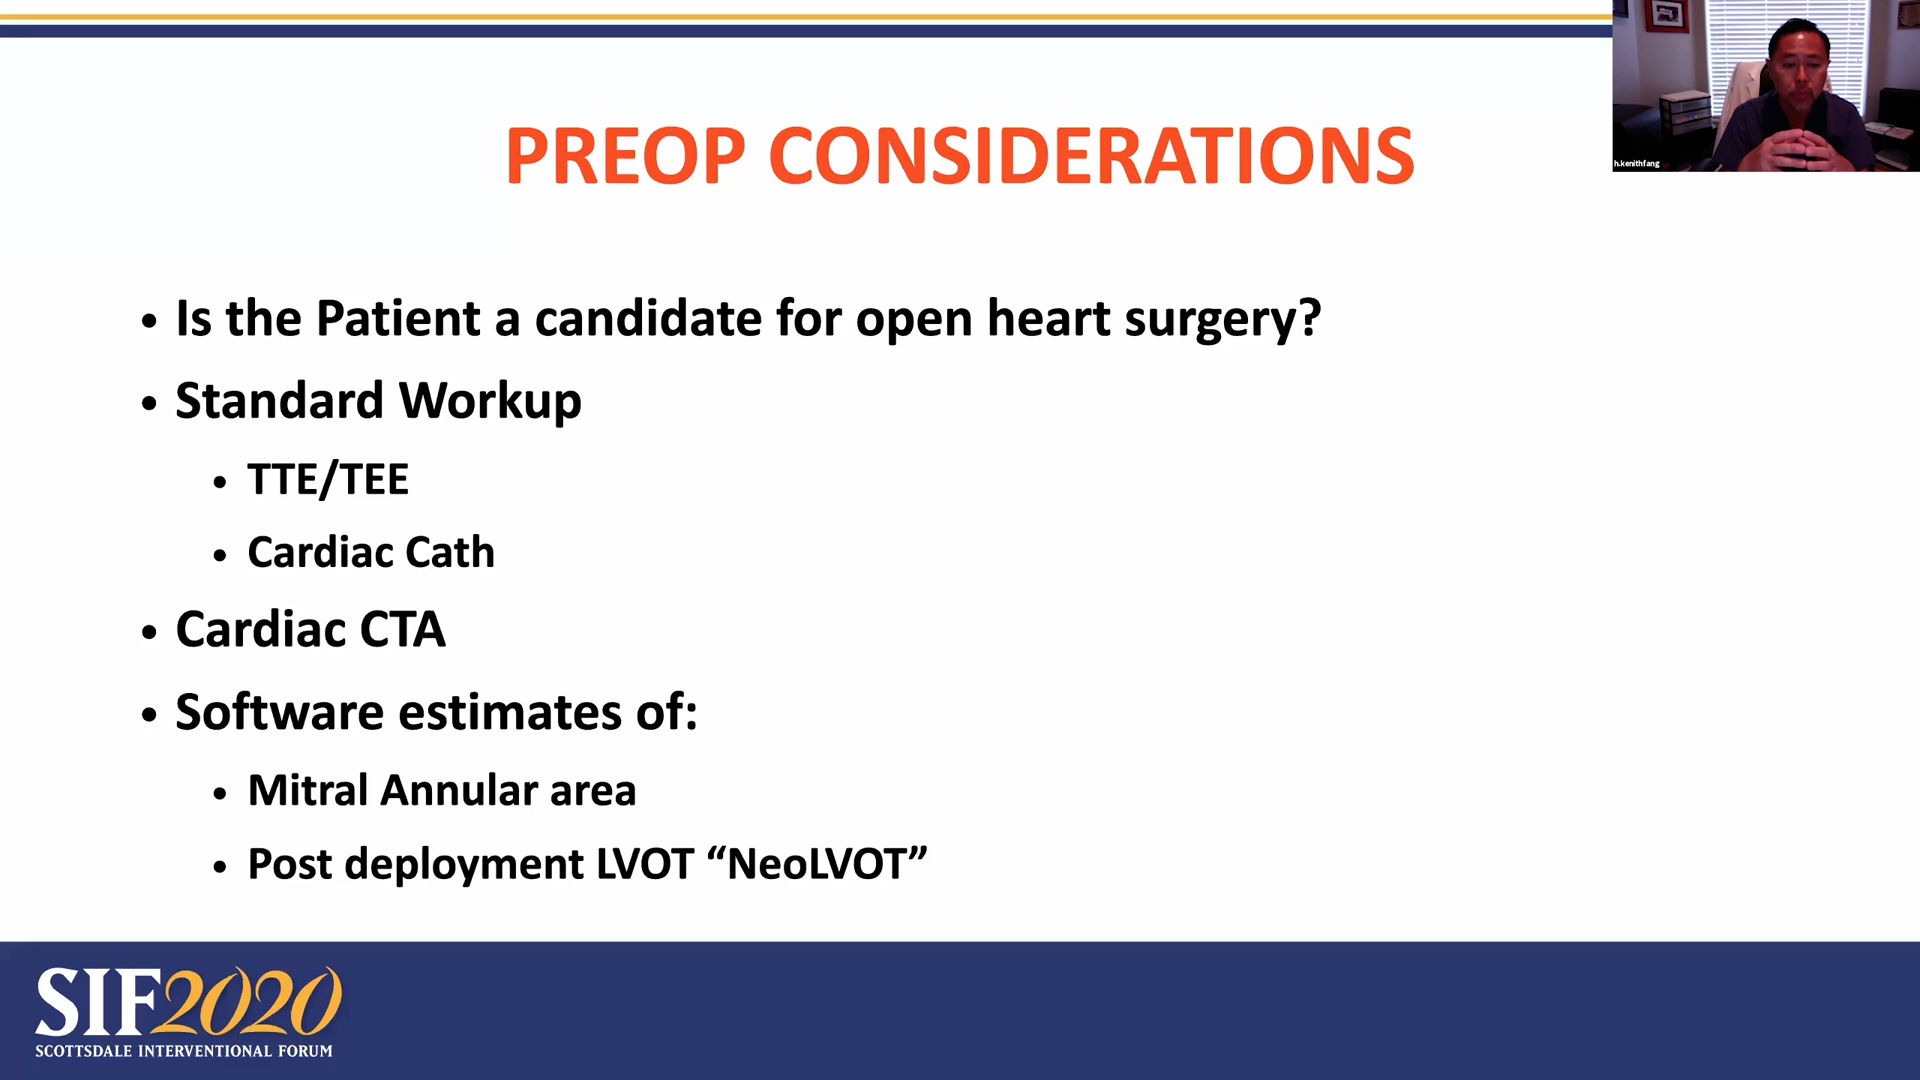 h.kenithfang
PREOP CONSIDERATIONS
• Is the Patient a candidate for open heart surgery?
• Standard Workup
• TTE/TEE
• Cardiac Cath
• Cardiac CTA
• Software estimates of:
• Mitral Annular area
• Post deployment LVOT “NeoLVOT”
SIF2020
SCOTTSDALE INTERVENTIONAL FORUM